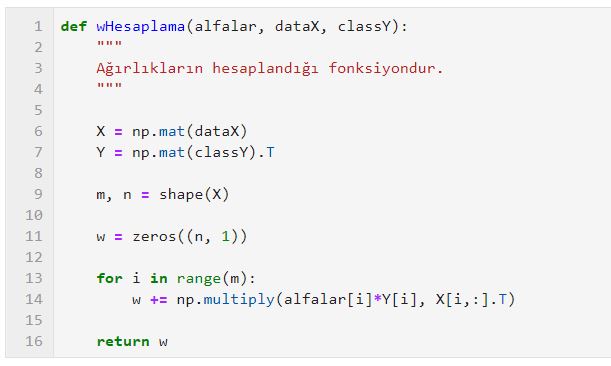 1 def wHesaplama(alfalar, dataX, classY):
2 """
3 Ağırlıkların hesaplandığı fonksiyondur.
4 """
5
6 X = np.mat(dataX)
7 Y = np.mat(classY).T
8
9 m, n = shape(X)
10
11 w = zeros((n, 1))
12
13 for i in range(m):
14 w += np.multiply(alfalar[i]*Y[i], X[i,:].T)
15
16 return w